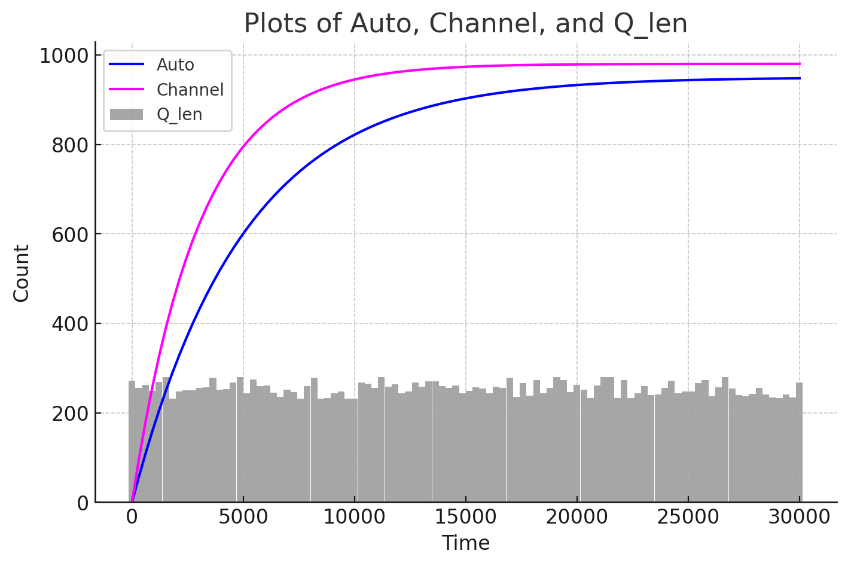 Plots of Auto, Channel, and Q_len
Auto
Channel
Q_len
1000
800
600
400
200
0
Count
0 5000 10000 15000 20000 25000 30000
Time